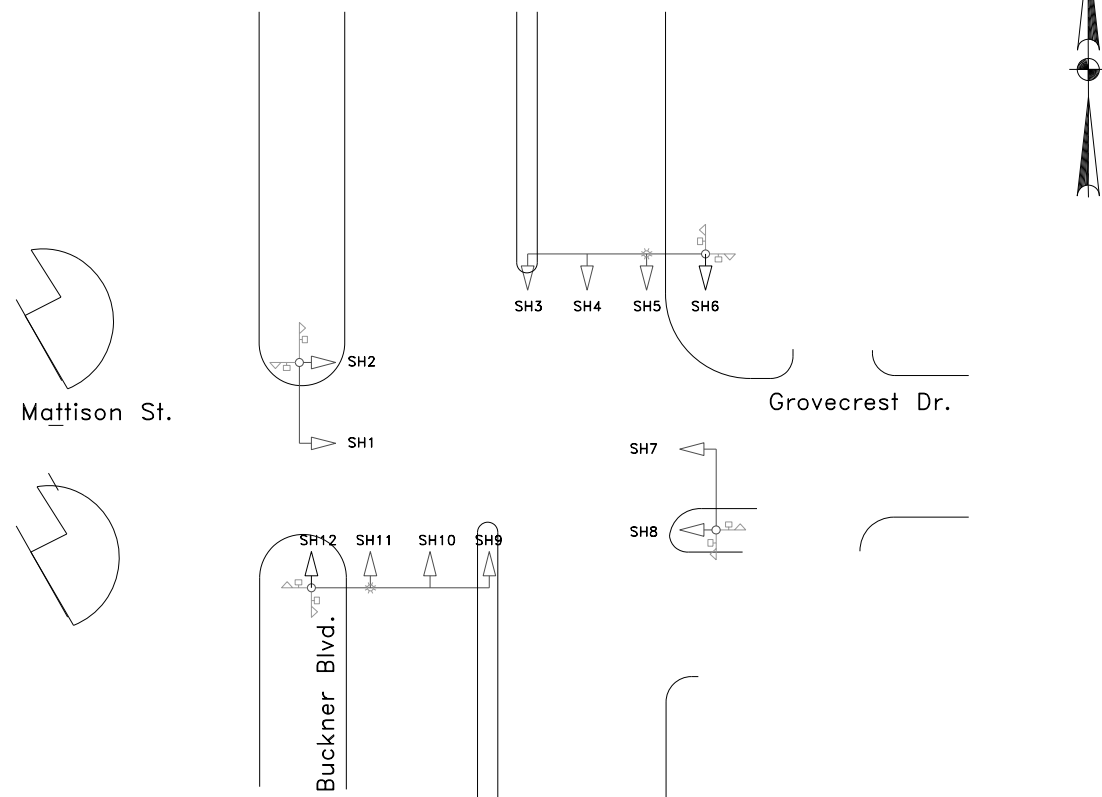 SH3 SH4 SH5 SH6
SH2
Mattison St.
Grovecrest Dr.
SH1
SH7
SH8
SH12 SH11 SH10 SH9
Buckner Blvd.